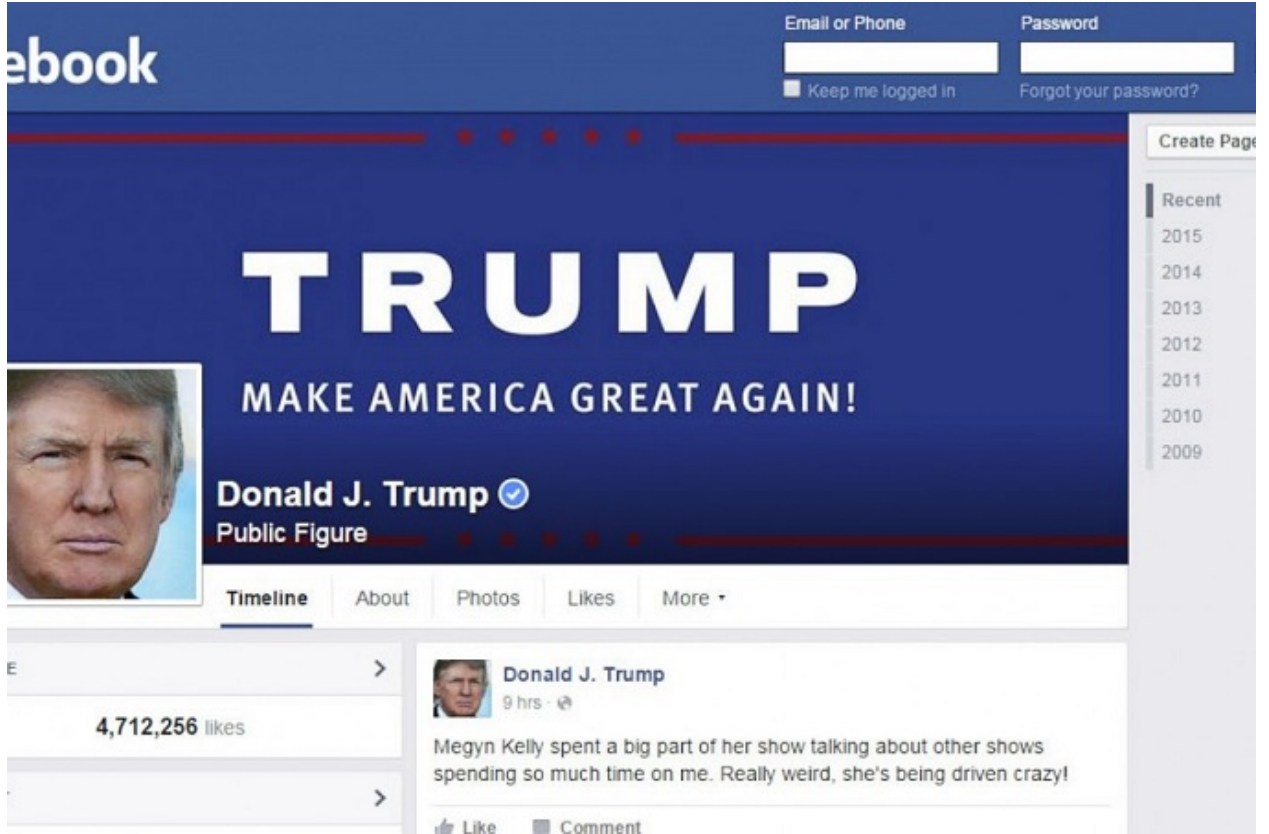 ebook
Email or Phone
Password
Keep me logged in
Forgot your password?
Create Page
Recent
2015
2014
2013
2012
2011
2010
2009
TRUMP
MAKE AMERICA GREAT AGAIN!
Donald J. Trump
Public Figure
Timeline About Photos Likes More
E
4,712,256 likes
Donald J. Trump
9 hrs ·
Megyn Kelly spent a big part of her show talking about other shows
spending so much time on me. Really weird, she's being driven crazy!
Like Comment